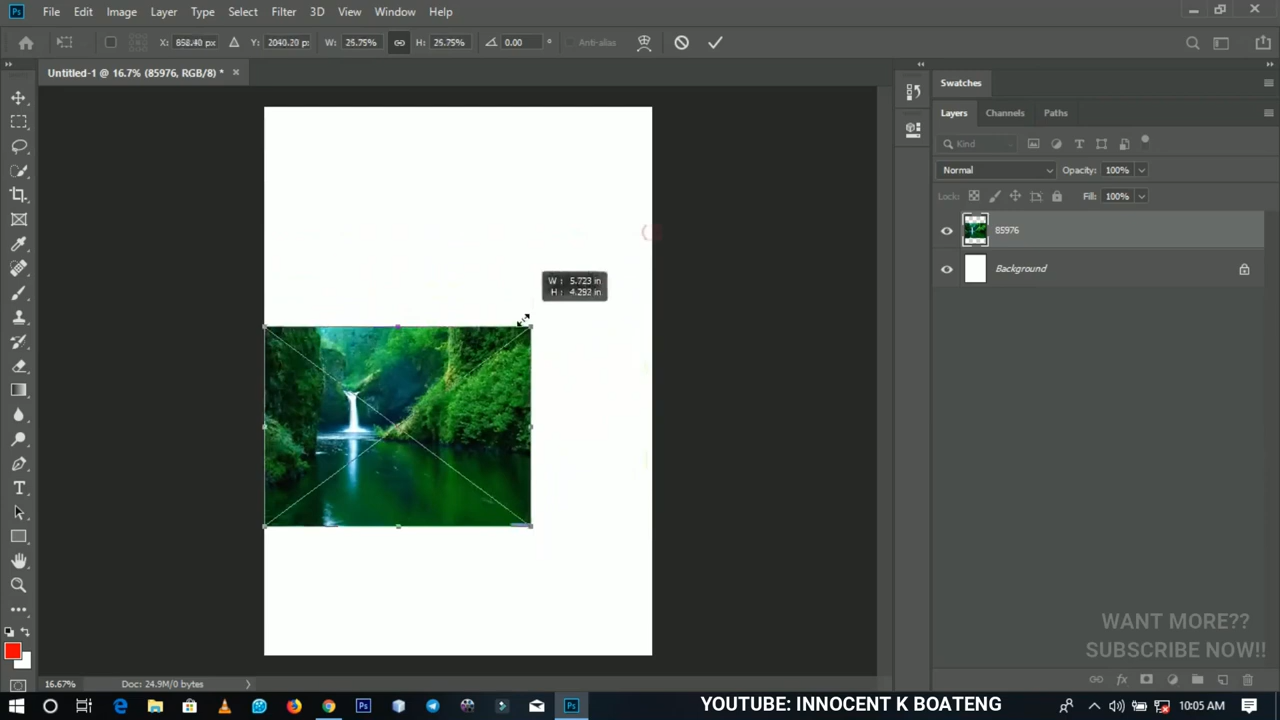 File Edit Image Layer Type Select Filter 3D View Window Help
X: 858.40 px Y: 2040.20 px W: 25.75% H: 25.75% 0.00 ° Anti-alias
Untitled-1 @ 16.7% (85976, RGB/8) *
Swatches
Layers Channels Paths
Kind
Normal Opacity: 100%
Lock: Fill: 100%
85976
Background
W : 5.723 in
H : 4.292 in
WANT MORE??
SUBSCRIBE NOW!!
16.67% Doc: 24.9M/0 bytes
YOUTUBE: INNOCENT K BOATENG
10:05 AM